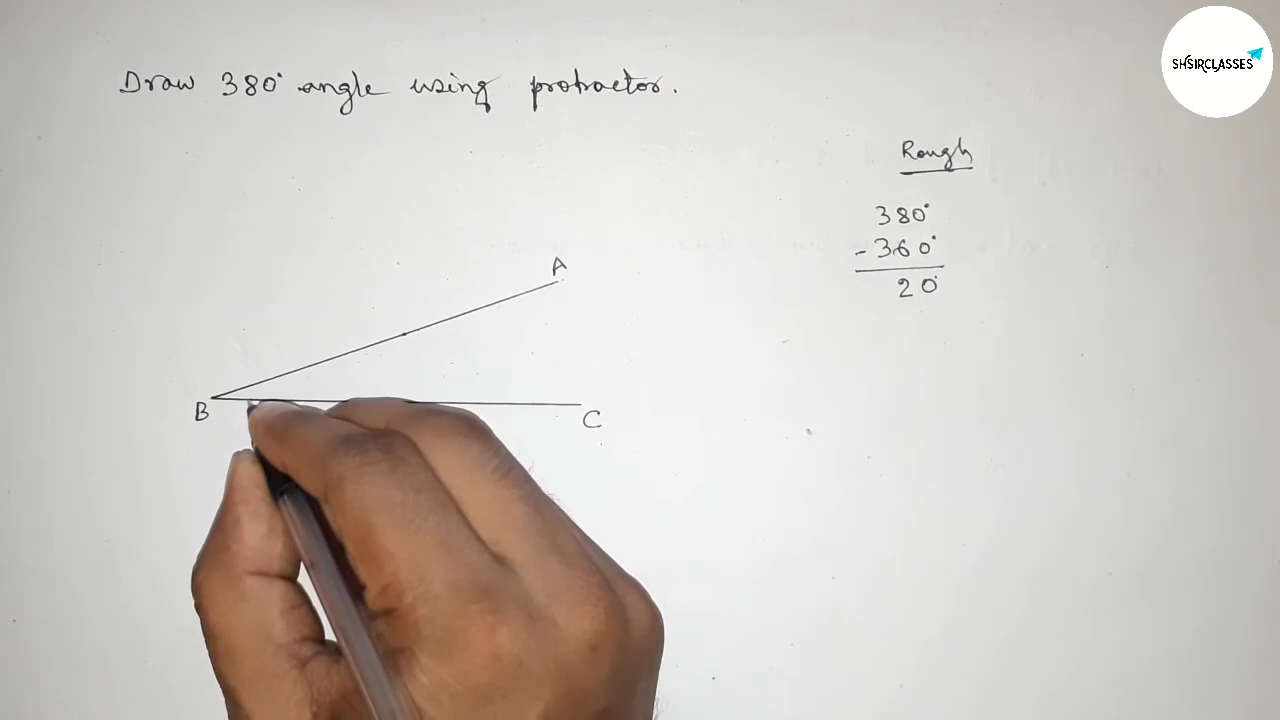 Draw 380° angle using protractor.
SHSIRCLASSES
Rough
380°
- 360°
20°
A
B
C